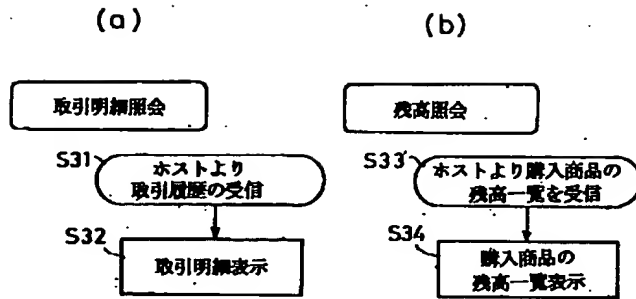 (a)
取引明細照会
S31
ホストより
取引履歴の受信
S32
取引明細表示
(b)
残高照会
S33
ホストより購入商品の
残高一覧を受信
S34
購入商品の
残高一覧表示